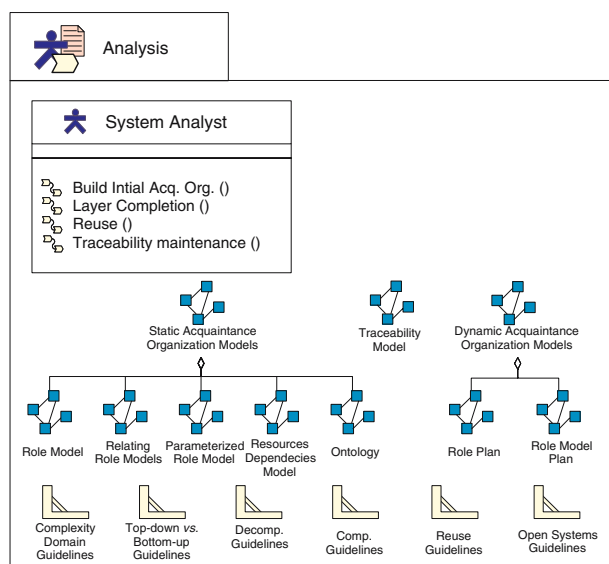 Analysis
System Analyst
Build Intial Acq. Org. ()
Layer Completion ()
Reuse ()
Traceability maintenance ()
Static Acquaintance
Organization Models
Traceability
Model
Dynamic Acquaintance
Organization Models
Role Model
Relating
Role Models
Parameterized
Role Model
Resources
Dependecies
Model
Ontology
Role Plan
Role Model
Plan
Complexity
Domain
Guidelines
Top-down vs.
Bottom-up
Guidelines
Decomp.
Guidelines
Comp.
Guidelines
Reuse
Guidelines
Open Systems
Guidelines